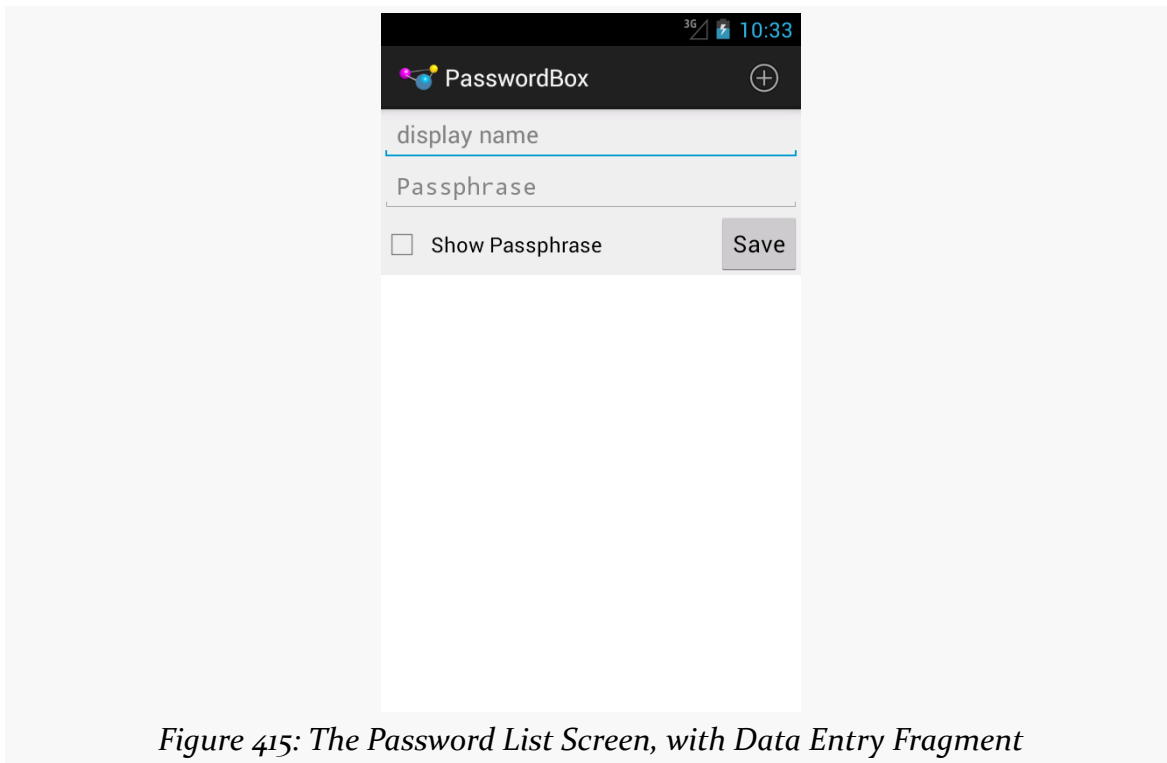 3G 10:33
PasswordBox
display name
Passphrase
Show Passphrase Save
Figure 415: The Password List Screen, with Data Entry Fragment